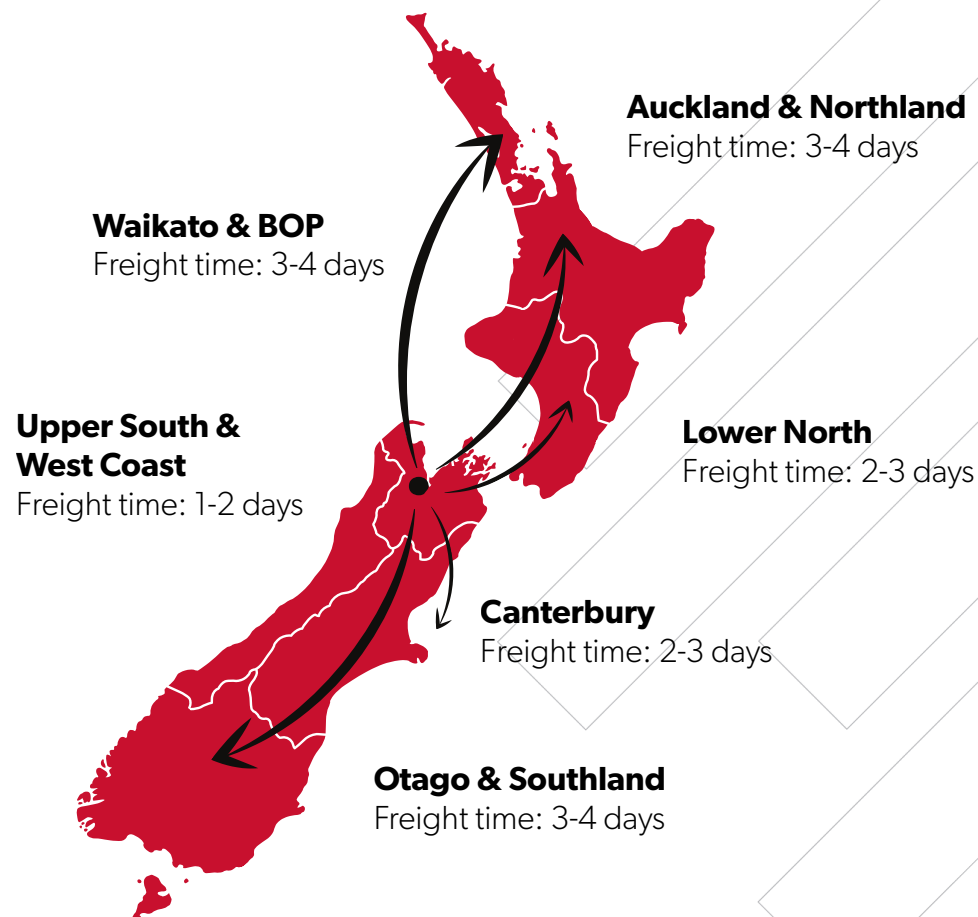 Auckland & Northland
Freight time: 3-4 days
Waikato & BOP
Freight time: 3-4 days
Upper South &
West Coast
Freight time: 1-2 days
Lower North
Freight time: 2-3 days
Canterbury
Freight time: 2-3 days
Otago & Southland
Freight time: 3-4 days